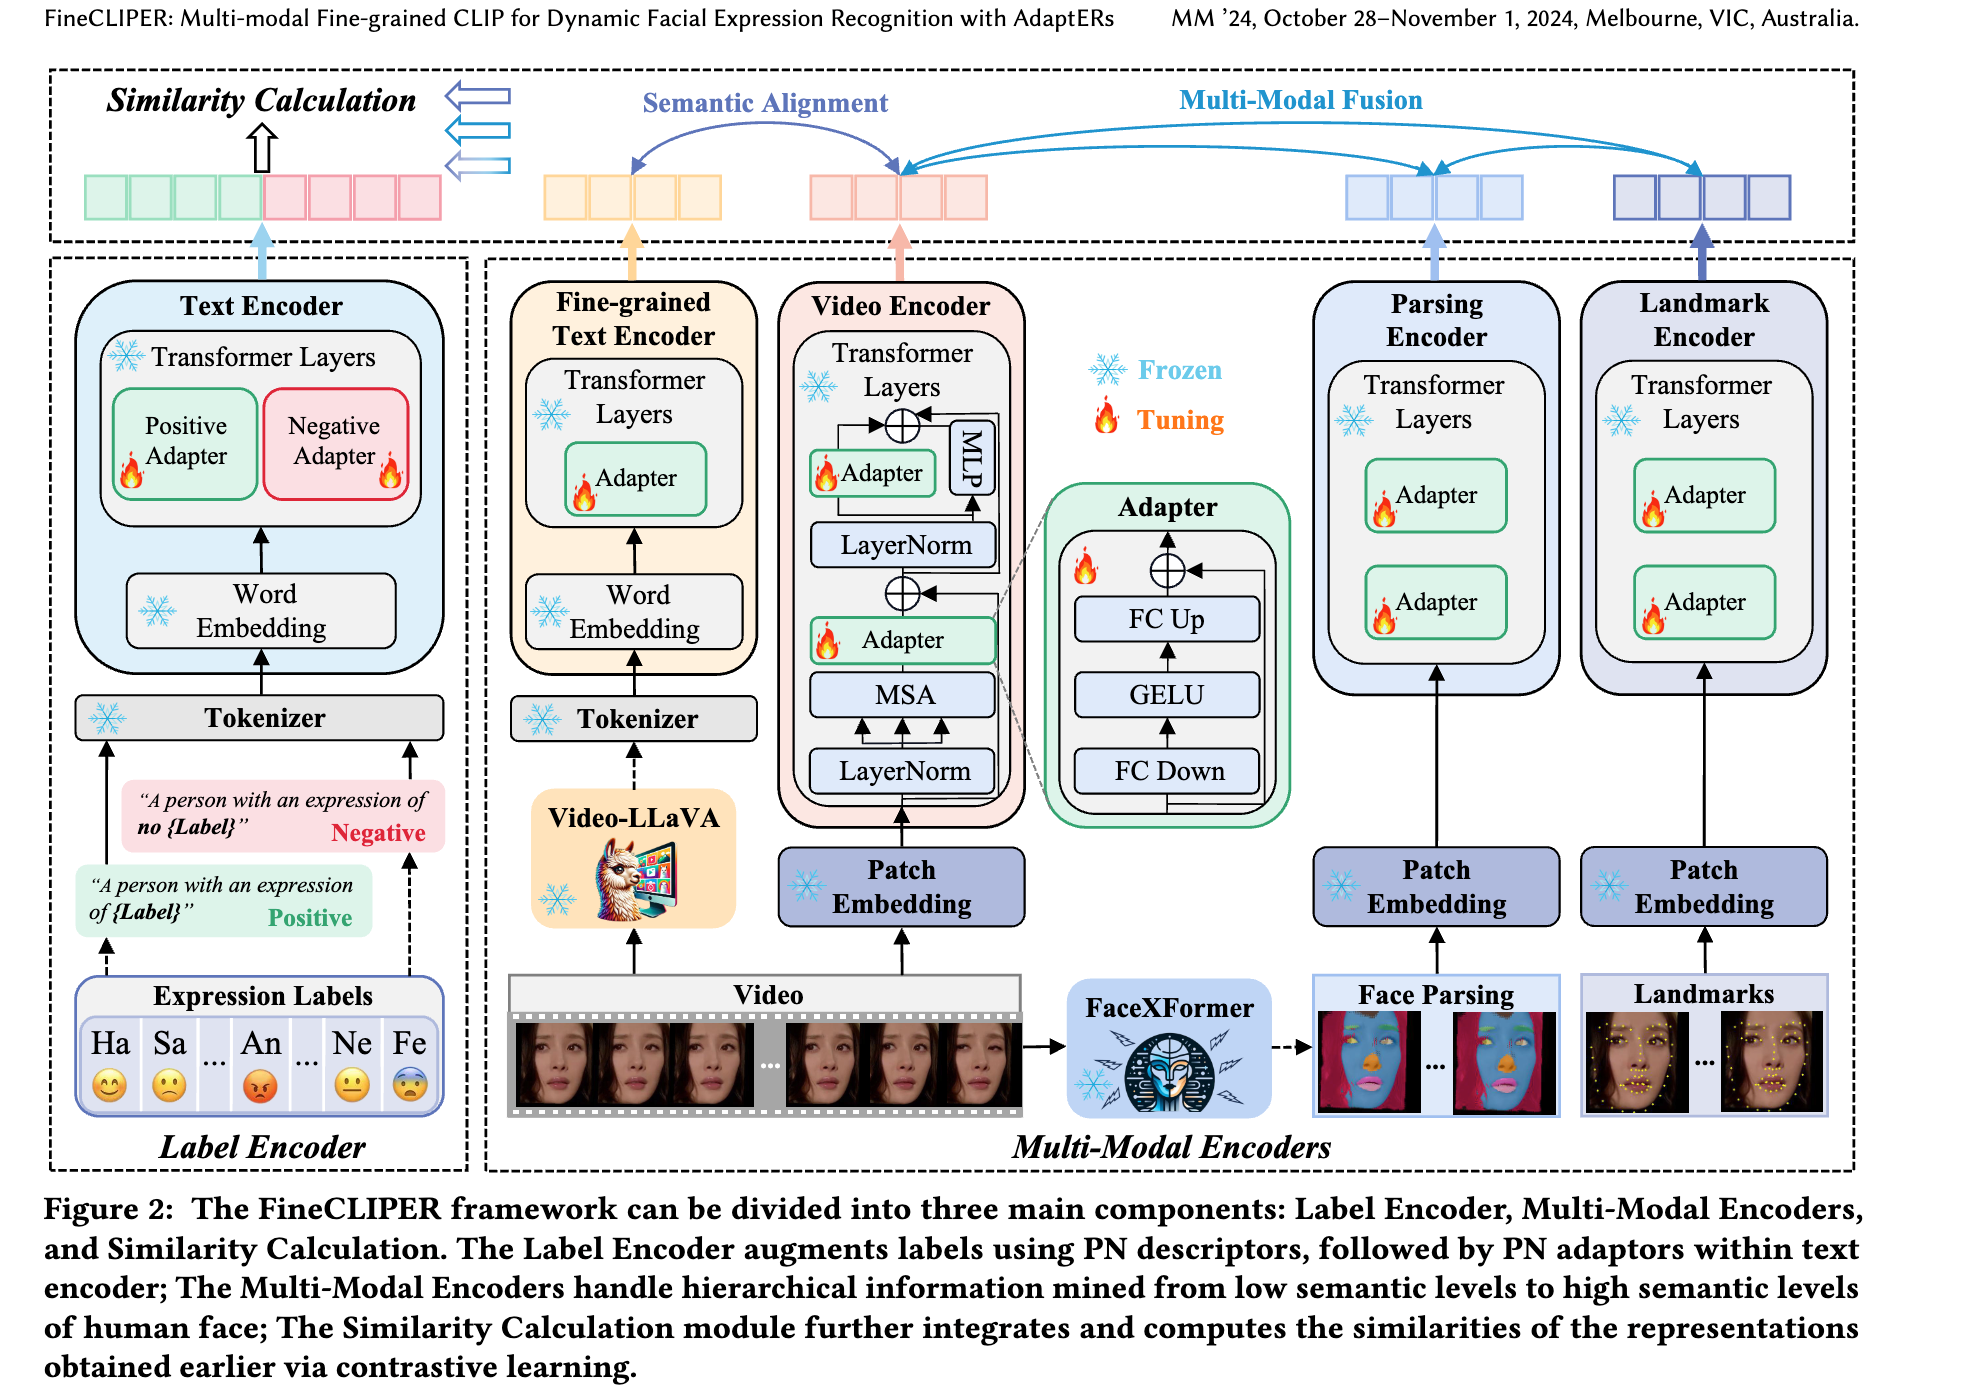 FineCLIPER: Multi-modal Fine-grained CLIP for Dynamic Facial Expression Recognition with AdaptERs
MM ’24, October 28–November 1, 2024, Melbourne, VIC, Australia.
Similarity Calculation
Semantic Alignment
Multi-Modal Fusion
Text Encoder
Transformer Layers
Positive
Adapter
Negative
Adapter
Word
Embedding
Tokenizer
“A person with an expression of
no {Label}”
Negative
“A person with an expression
of {Label}”
Positive
Expression Labels
Ha
Sa
...
An
...
Ne
Fe
Label Encoder
Fine-grained
Text Encoder
Transformer
Layers
Adapter
Word
Embedding
Tokenizer
Video-LLaVA
Video Encoder
Transformer
Layers
MLP
Adapter
LayerNorm
Adapter
MSA
LayerNorm
Patch
Embedding
Video
...
Frozen
Tuning
Adapter
FC Up
GELU
FC Down
FaceXFormer
Parsing
Encoder
Transformer
Layers
Adapter
Adapter
Patch
Embedding
Face Parsing
...
Landmark
Encoder
Transformer
Layers
Adapter
Adapter
Patch
Embedding
Landmarks
...
Multi-Modal Encoders
Figure 2: The FineCLIPER framework can be divided into three main components: Label Encoder, Multi-Modal Encoders,
and Similarity Calculation. The Label Encoder augments labels using PN descriptors, followed by PN adaptors within text
encoder; The Multi-Modal Encoders handle hierarchical information mined from low semantic levels to high semantic levels
of human face; The Similarity Calculation module further integrates and computes the similarities of the representations
obtained earlier via contrastive learning.